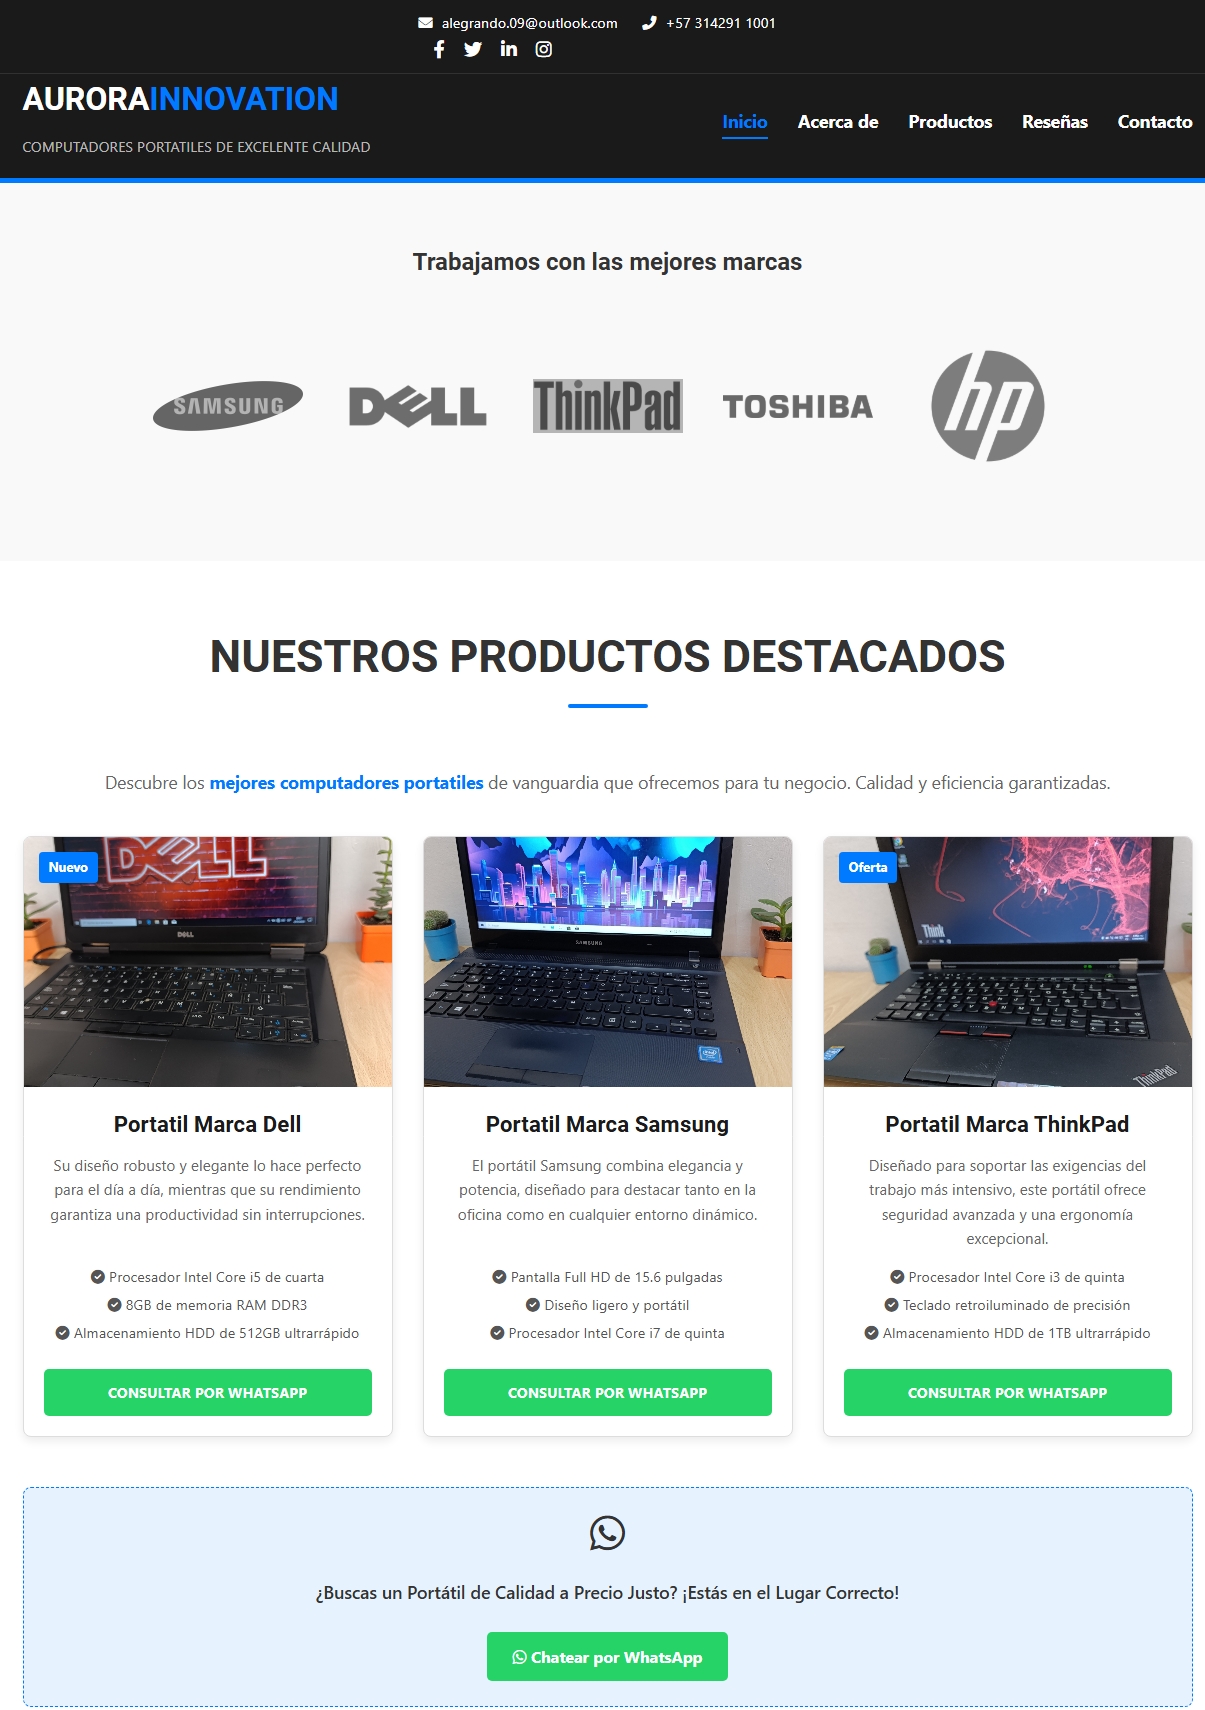 alegrando.09@outlook.com +57 314291 1001
AURORAINNOVATION
COMPUTADORES PORTATILES DE EXCELENTE CALIDAD
Inicio Acerca de Productos Reseñas Contacto
Trabajamos con las mejores marcas
SAMSUNG DELL ThinkPad TOSHIBA hp
NUESTROS PRODUCTOS DESTACADOS
Descubre los mejores computadores portatiles de vanguardia que ofrecemos para tu negocio. Calidad y eficiencia garantizadas.
Nuevo
DELL
DELL
Portatil Marca Dell
Su diseño robusto y elegante lo hace perfecto
para el día a día, mientras que su rendimiento
garantiza una productividad sin interrupciones.
Procesador Intel Core i5 de cuarta
8GB de memoria RAM DDR3
Almacenamiento HDD de 512GB ultrarrápido
CONSULTAR POR WHATSAPP
SAMSUNG
Portatil Marca Samsung
El portátil Samsung combina elegancia y
potencia, diseñado para destacar tanto en la
oficina como en cualquier entorno dinámico.
Pantalla Full HD de 15.6 pulgadas
Diseño ligero y portátil
Procesador Intel Core i7 de quinta
CONSULTAR POR WHATSAPP
Oferta
Think
ThinkPad
Portatil Marca ThinkPad
Diseñado para soportar las exigencias del
trabajo más intensivo, este portátil ofrece
seguridad avanzada y una ergonomía
excepcional.
Procesador Intel Core i3 de quinta
Teclado retroiluminado de precisión
Almacenamiento HDD de 1TB ultrarrápido
CONSULTAR POR WHATSAPP
¿Buscas un Portátil de Calidad a Precio Justo? ¡Estás en el Lugar Correcto!
Chatear por WhatsApp